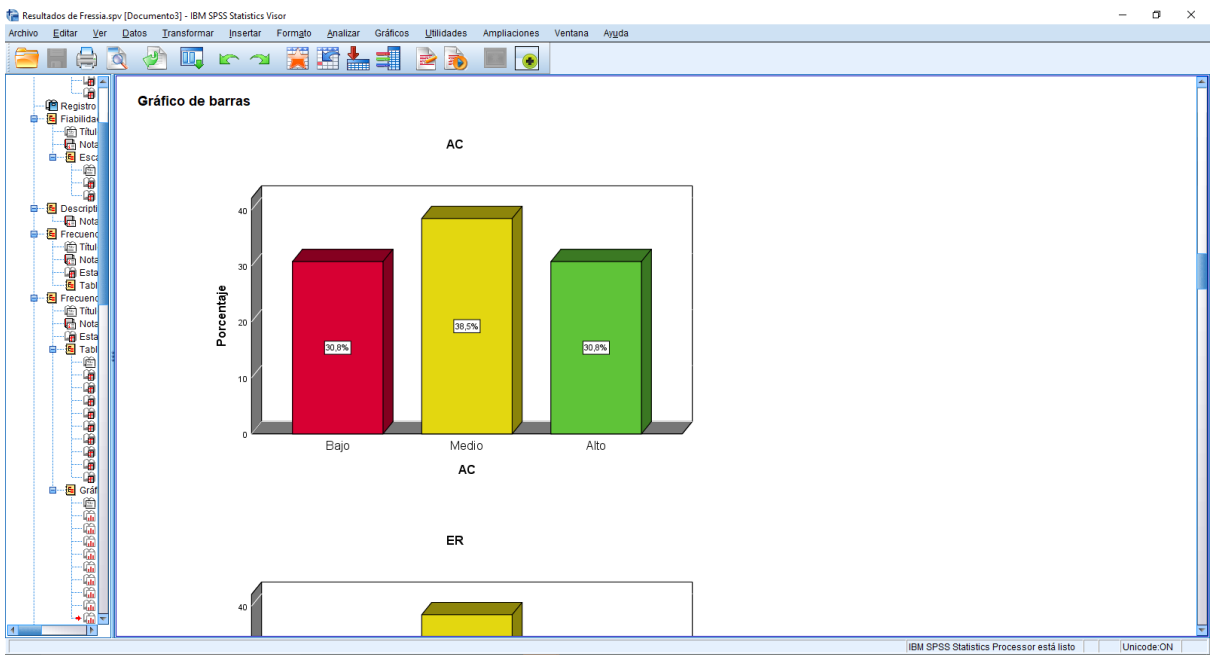 Resultados de Fressia.spv [Documento3] - IBM SPSS Statistics Visor
Archivo Editar Ver Datos Transformar Insertar Formato Analizar Gráficos Utilidades Ampliaciones Ventana Ayuda
Registro
Fiabilidad
Títul
Nota
Esca
Descripti
Nota
Frecuenc
Títul
Nota
Esta
Tabl
Frecuenc
Títul
Nota
Esta
Tabl
Gráf
Gráfico de barras
AC
Porcentaje
40
30
20
10
0
30,8%
38,5%
30,8%
Bajo Medio Alto
AC
ER
40
IBM SPSS Statistics Processor está listo Unicode:ON